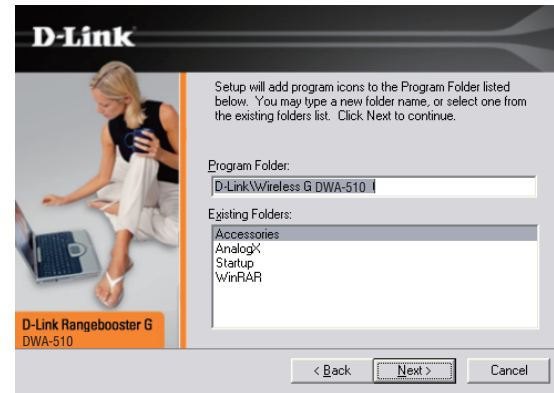 D-Link
Setup will add program icons to the Program Folder listed
below. You may type a new folder name, or select one from
the existing folders list. Click Next to continue.
Program Folder:
D-Link\Wireless G DWA-510
Existing Folders:
Accessories
AnalogX
Startup
WinRAR
D-Link Rangebooster G
DWA-510
< Back
Next >
Cancel